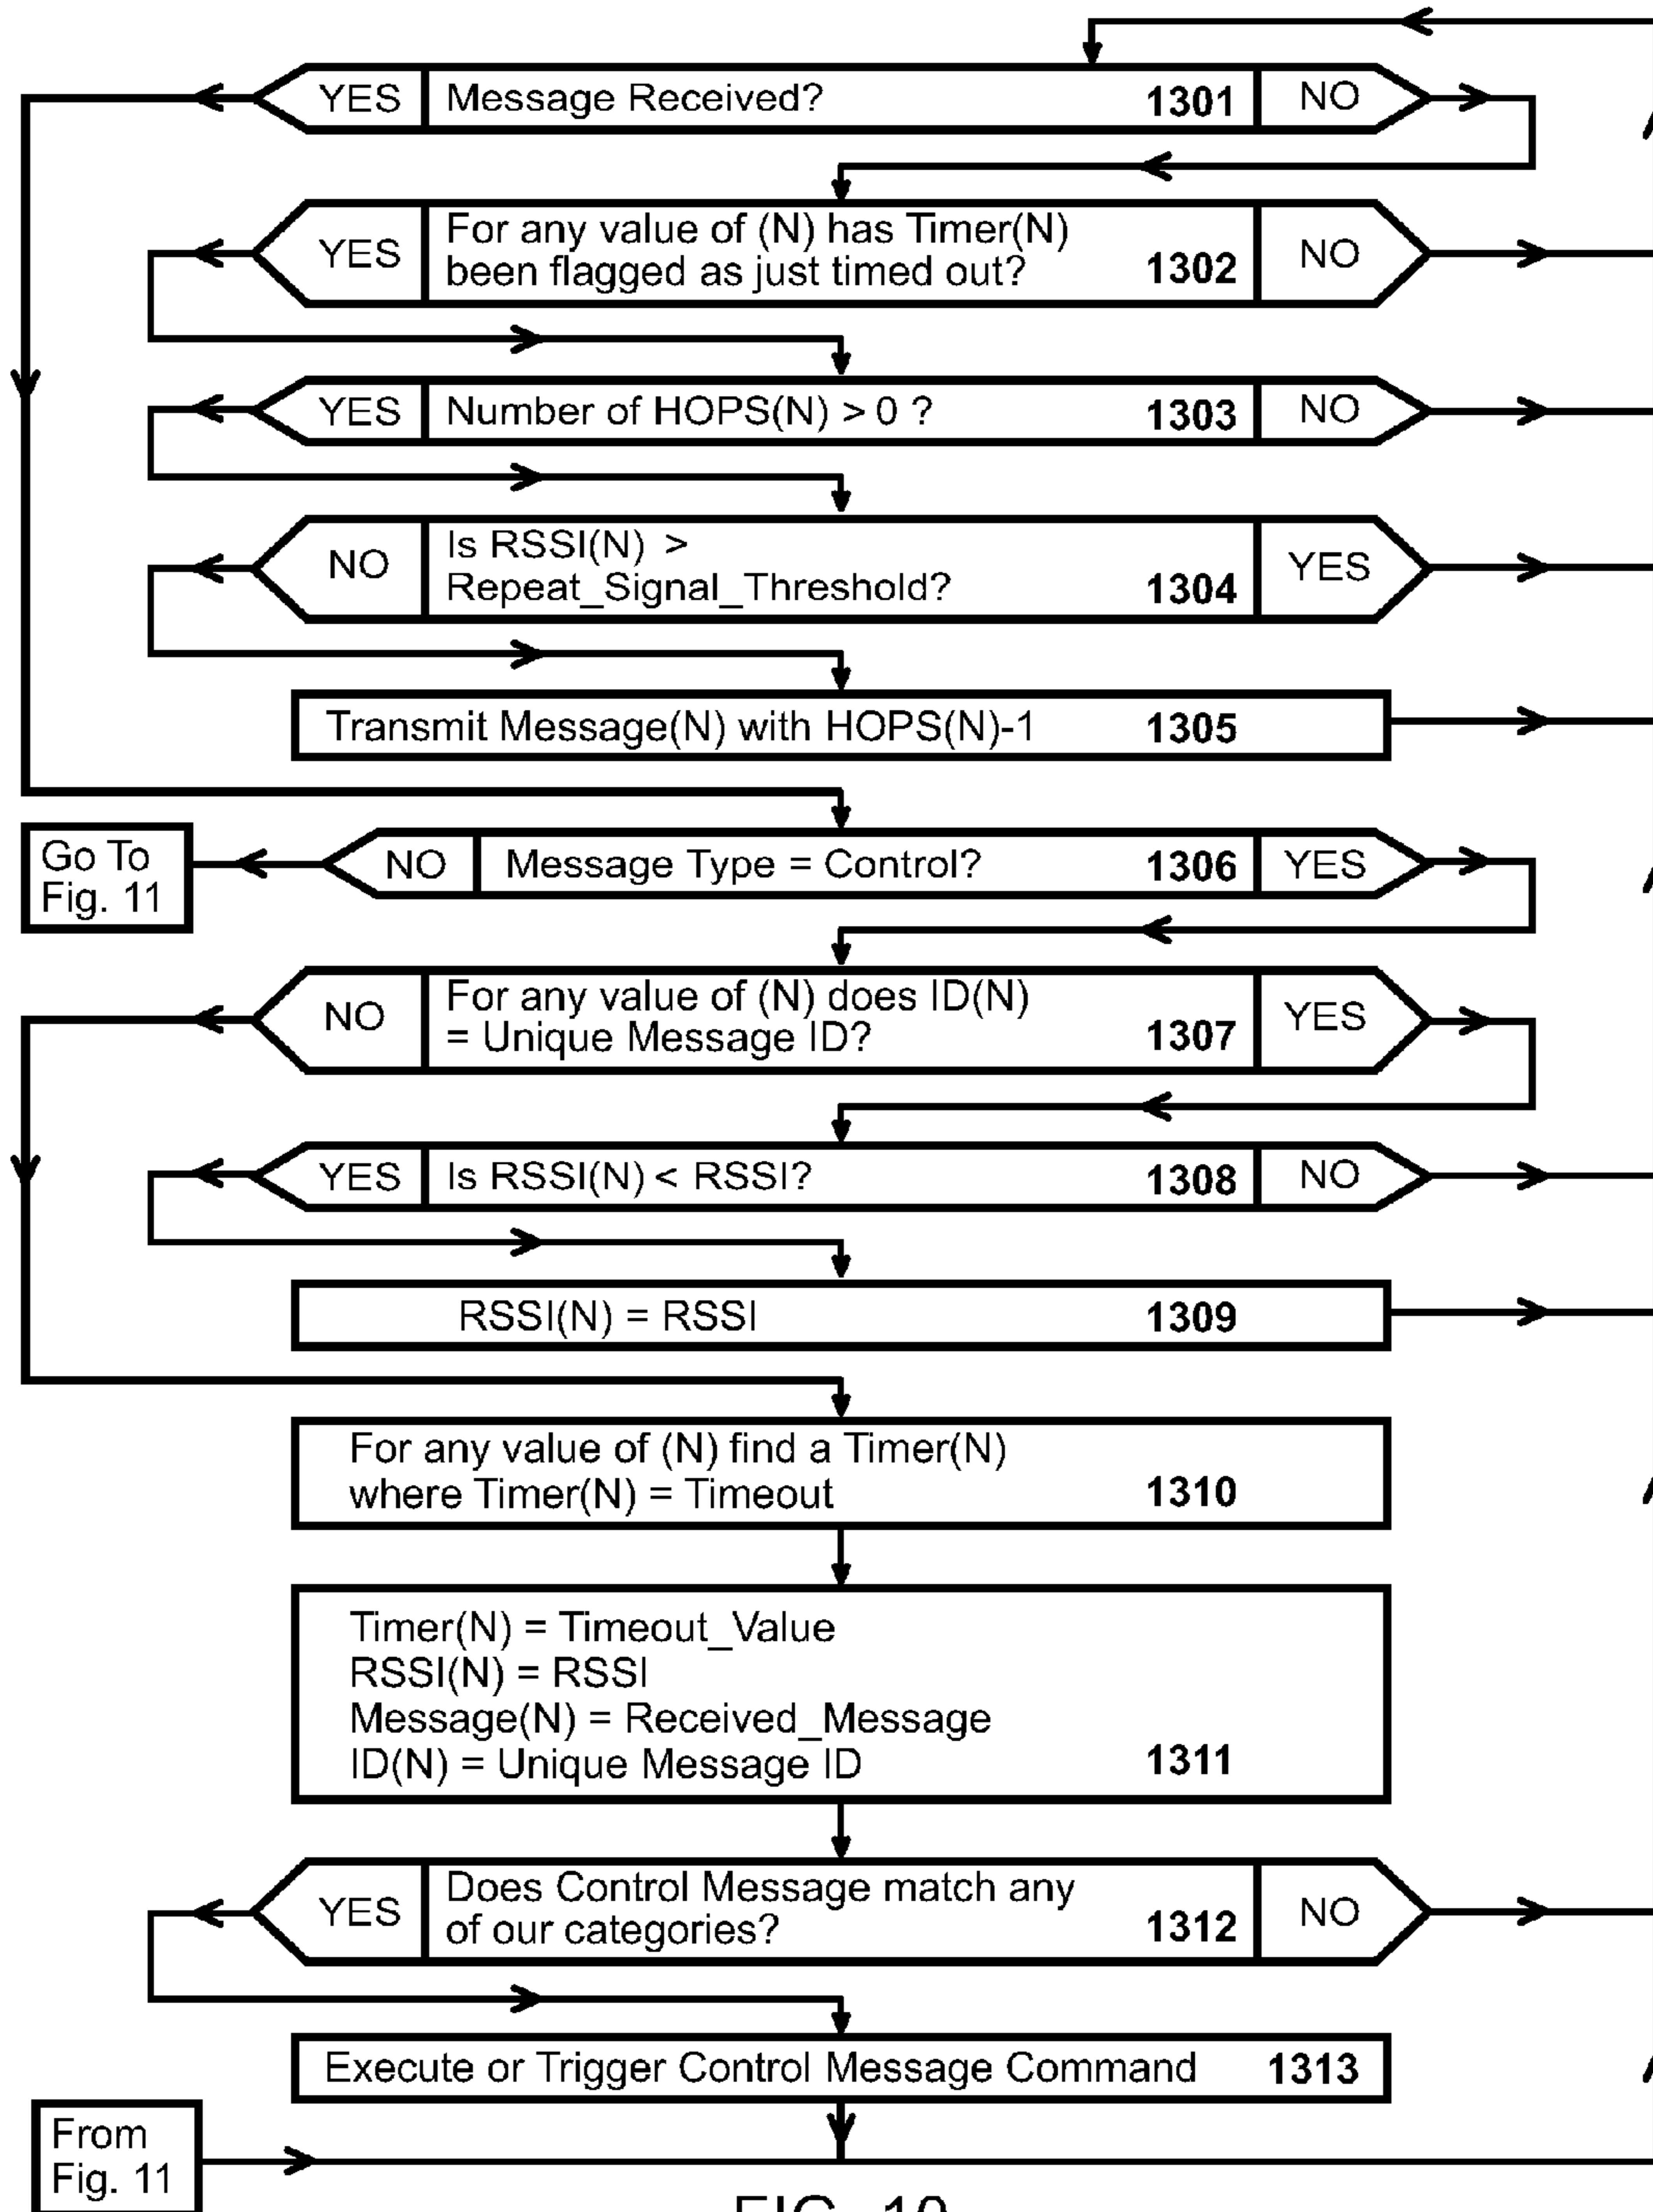 YES Message Received? 1301 NO
YES For any value of (N) has Timer(N)
been flagged as just timed out? 1302 NO
YES Number of HOPS(N) > 0 ? 1303 NO
NO Is RSSI(N) >
Repeat_Signal_Threshold? 1304 YES
Transmit Message(N) with HOPS(N)-1 1305
Go To
Fig. 11
NO Message Type = Control? 1306 YES
NO For any value of (N) does ID(N)
= Unique Message ID? 1307 YES
YES Is RSSI(N) < RSSI? 1308 NO
RSSI(N) = RSSI 1309
For any value of (N) find a Timer(N)
where Timer(N) = Timeout 1310
Timer(N) = Timeout_Value
RSSI(N) = RSSI
Message(N) = Received_Message
ID(N) = Unique Message ID 1311
YES Does Control Message match any
of our categories? 1312 NO
Execute or Trigger Control Message Command 1313
From
Fig. 11